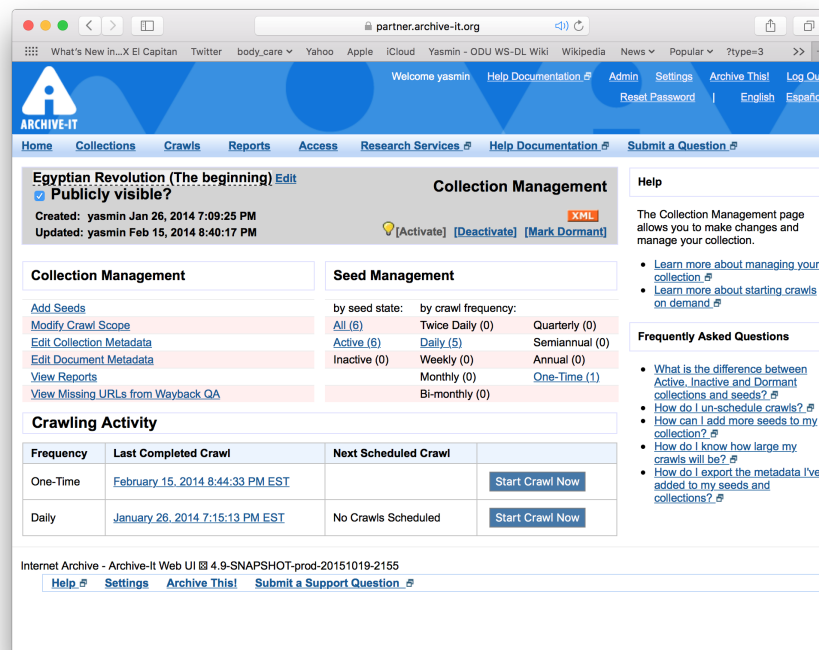 partner.archive-it.org
What's New in...X El Capitan Twitter body_care Yahoo Apple iCloud Yasmin - ODU WS-DL Wiki Wikipedia News Popular ?type=3 >>
Welcome yasmin Help Documentation Admin Settings Archive This! Log Ou
Reset Password | English Españo
ARCHIVE-IT
Home Collections Crawls Reports Access Research Services Help Documentation Submit a Question
Egyptian Revolution (The beginning) Edit
Publicly visible?
Collection Management
Created: yasmin Jan 26, 2014 7:09:25 PM
XML
Updated: yasmin Feb 15, 2014 8:40:17 PM
[Activate] [Deactivate] [Mark Dormant]
Collection Management
Add Seeds
Modify Crawl Scope
Edit Collection Metadata
Edit Document Metadata
View Reports
View Missing URLs from Wayback QA
Seed Management
by seed state: by crawl frequency:
All (6) Twice Daily (0) Quarterly (0)
Active (6) Daily (5) Semiannual (0)
Inactive (0) Weekly (0) Annual (0)
Monthly (0) One-Time (1)
Bi-monthly (0)
Crawling Activity
Frequency Last Completed Crawl Next Scheduled Crawl
One-Time February 15, 2014 8:44:33 PM EST Start Crawl Now
Daily January 26, 2014 7:15:13 PM EST No Crawls Scheduled Start Crawl Now
Help
The Collection Management page
allows you to make changes and
manage your collection.
Learn more about managing your
collection
Learn more about starting crawls
on demand
Frequently Asked Questions
What is the difference between
Active, Inactive and Dormant
collections and seeds?
How do I un-schedule crawls?
How can I add more seeds to my
collection?
How do I know how large my
crawls will be?
How do I export the metadata I've
added to my seeds and
collections?
Internet Archive - Archive-It Web UI 4.9-SNAPSHOT-prod-20151019-2155
Help Settings Archive This! Submit a Support Question